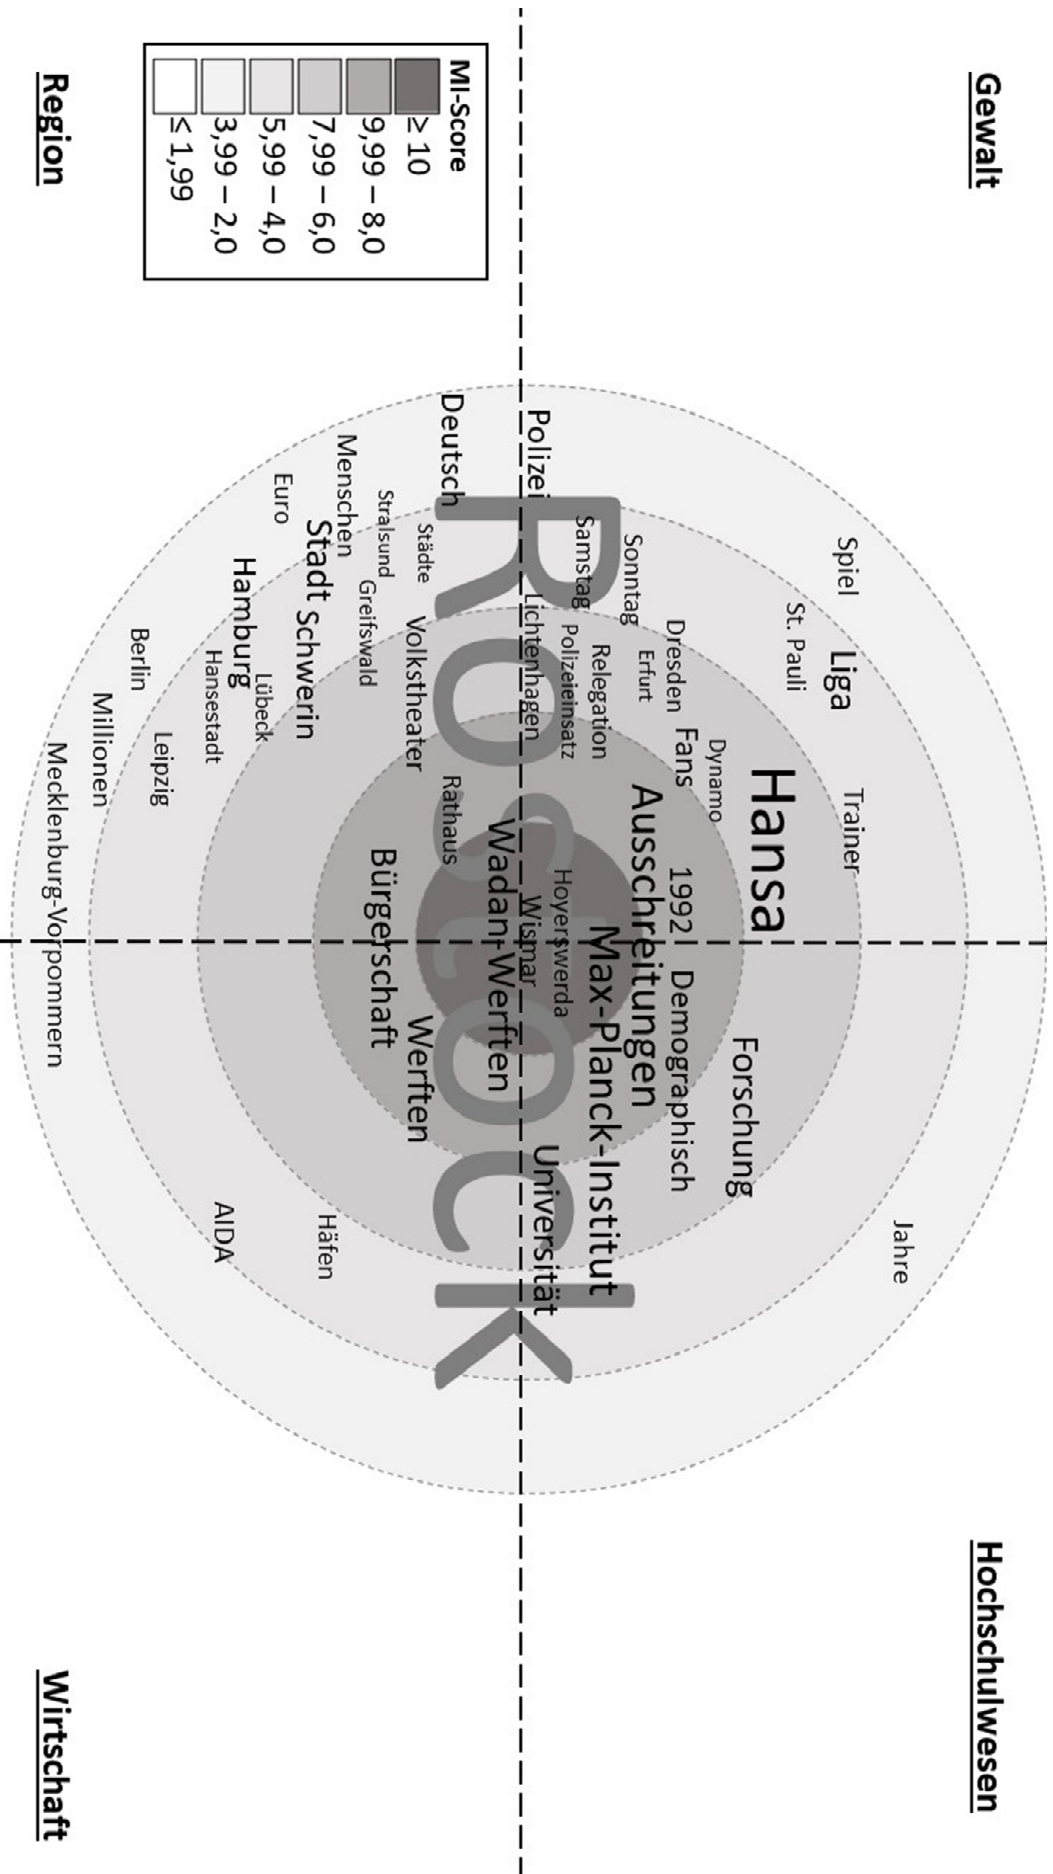 Gewalt
Hochschulwesen
Spiel
Jahre
St. Pauli
Liga
Trainer
Hansa
Forschung
Dresden
Dynamo
Fans
1992
Demographisch
Sonntag
Erfurt
Ausschreitungen
Samstag
Relegation
Max-Planck-Institut
Polizeieinsatz
Hoyerswerda
Polizei
Lichtenhagen
Wismar
Universität
Rostock
Wadan-Werften
Deutsch
Rathaus
Städte
Volkstheater
Werften
Stralsund
Bürgerschaft
Greifswald
Menschen
Häfen
Stadt
Schwerin
Euro
Lübeck
Hamburg
AIDA
Hansestadt
Leipzig
Berlin
Millionen
Mecklenburg-Vorpommern
MI-Score
≥ 10
9,99 – 8,0
7,99 – 6,0
5,99 – 4,0
3,99 – 2,0
≤ 1,99
Region
Wirtschaft